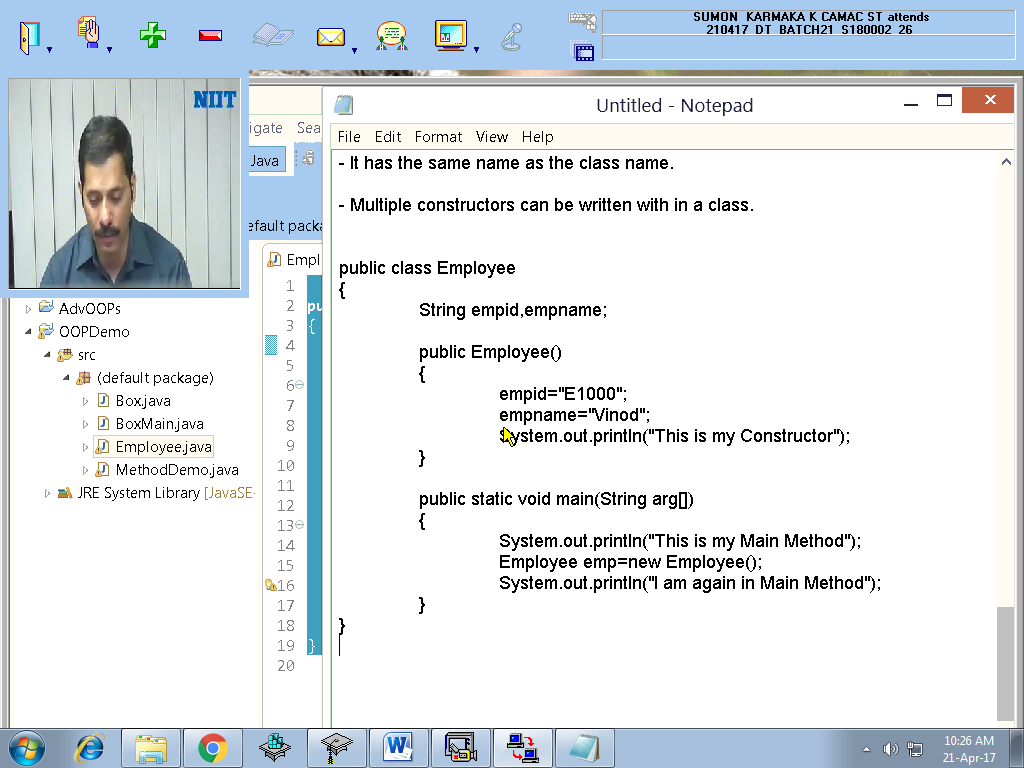 SUMON KARMAKA K CAMAC ST attends
210417_DT_BATCH21_S180002_26
NIIT
igate Sea
Java
efault packa
Untitled - Notepad
File Edit Format View Help
- It has the same name as the class name.
- Multiple constructors can be written with in a class.
public class Employee
{
String empid,empname;
public Employee()
{
empid="E1000";
empname="Vinod";
System.out.println("This is my Constructor");
}
public static void main(String arg[])
{
System.out.println("This is my Main Method");
Employee emp=new Employee();
System.out.println("I am again in Main Method");
}
}
AdvOOPs
OOPDemo
src
(default package)
Box.java
BoxMain.java
Employee.java
MethodDemo.java
JRE System Library [JavaSE-
Empl
1
2 pu
3 {
4
5
6
7
8
9
10
11
12
13
14
15
16
17
18
19 }
20
10:26 AM
21-Apr-17